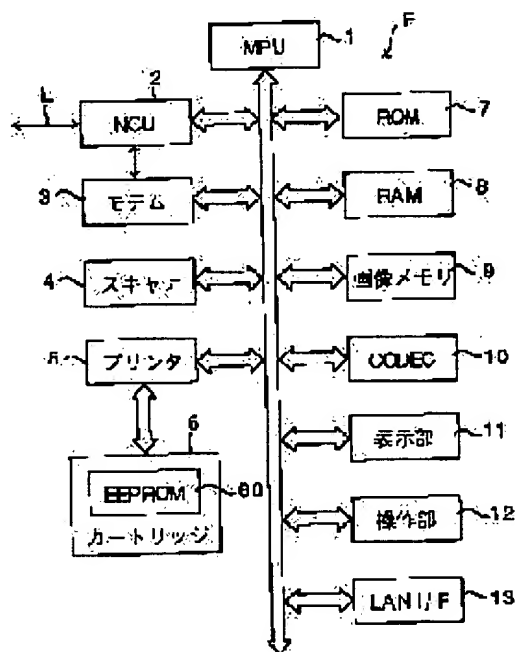 MPU
1
F
L
2
NCU
ROM
7
3
モデム
RAM
8
4
スキャナ
画像メモリ
9
5
プリンタ
CODEC
10
6
表示部
11
EEPROM
60
カートリッジ
操作部
12
LAN I/F
13